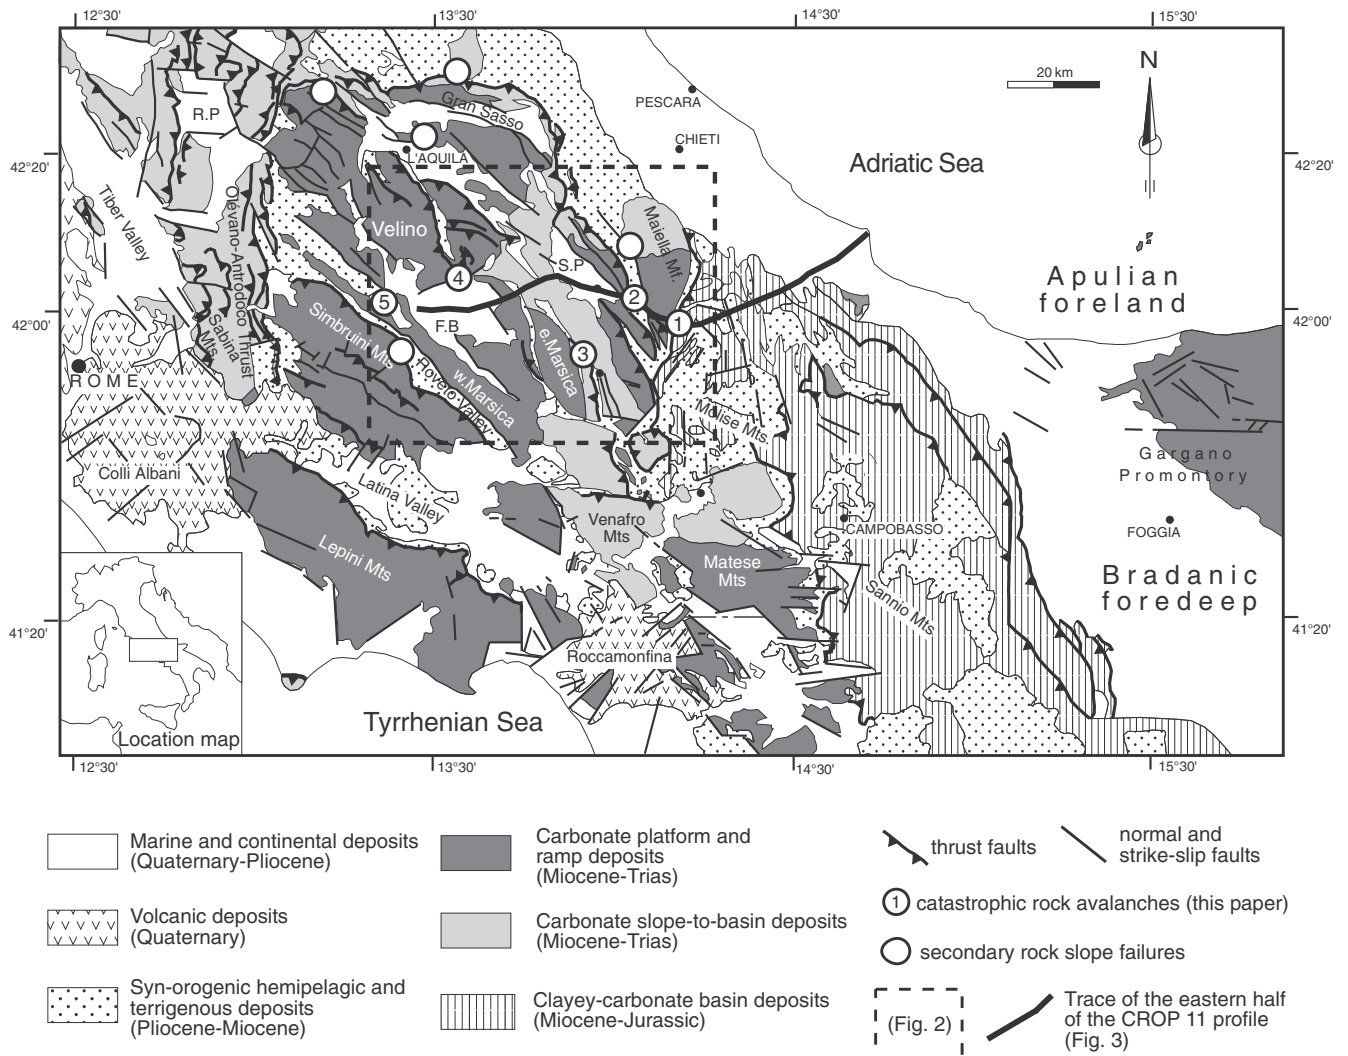 12°30'
13°30'
14°30'
15°30'
N
20 km
PESCARA
Gran Sasso
R.P
CHIETI
L'AQUILA
Adriatic Sea
42°20'
42°20'
Tiber Valley
Olevano-Antrodoco Thrust
Velino
Maiella Mf.
S.P
4
2
5
1
3
Apulian
foreland
42°00'
42°00'
F.B
Simbruini Mts
Sabina
Mts
e.Marsica
w.Marsica
Roveto Valley
ROME
Molise Mts.
Colli Albani
Latina Valley
Gargano
Promontory
Venafro
Mts
CAMPOBASSO
FOGGIA
Lepini Mts
Matese
Mts
Bradanic
foredeep
Sannio Mts
41°20'
41°20'
Roccamonfina
Tyrrhenian Sea
Location map
12°30'
13°30'
14°30'
15°30'
Marine and continental deposits
(Quaternary-Pliocene)
Volcanic deposits
(Quaternary)
Syn-orogenic hemipelagic and
terrigenous deposits
(Pliocene-Miocene)
Carbonate platform and
ramp deposits
(Miocene-Trias)
Carbonate slope-to-basin deposits
(Miocene-Trias)
Clayey-carbonate basin deposits
(Miocene-Jurassic)
thrust faults
normal and
strike-slip faults
1 catastrophic rock avalanches (this paper)
secondary rock slope failures
(Fig. 2)
Trace of the eastern half
of the CROP 11 profile
(Fig. 3)